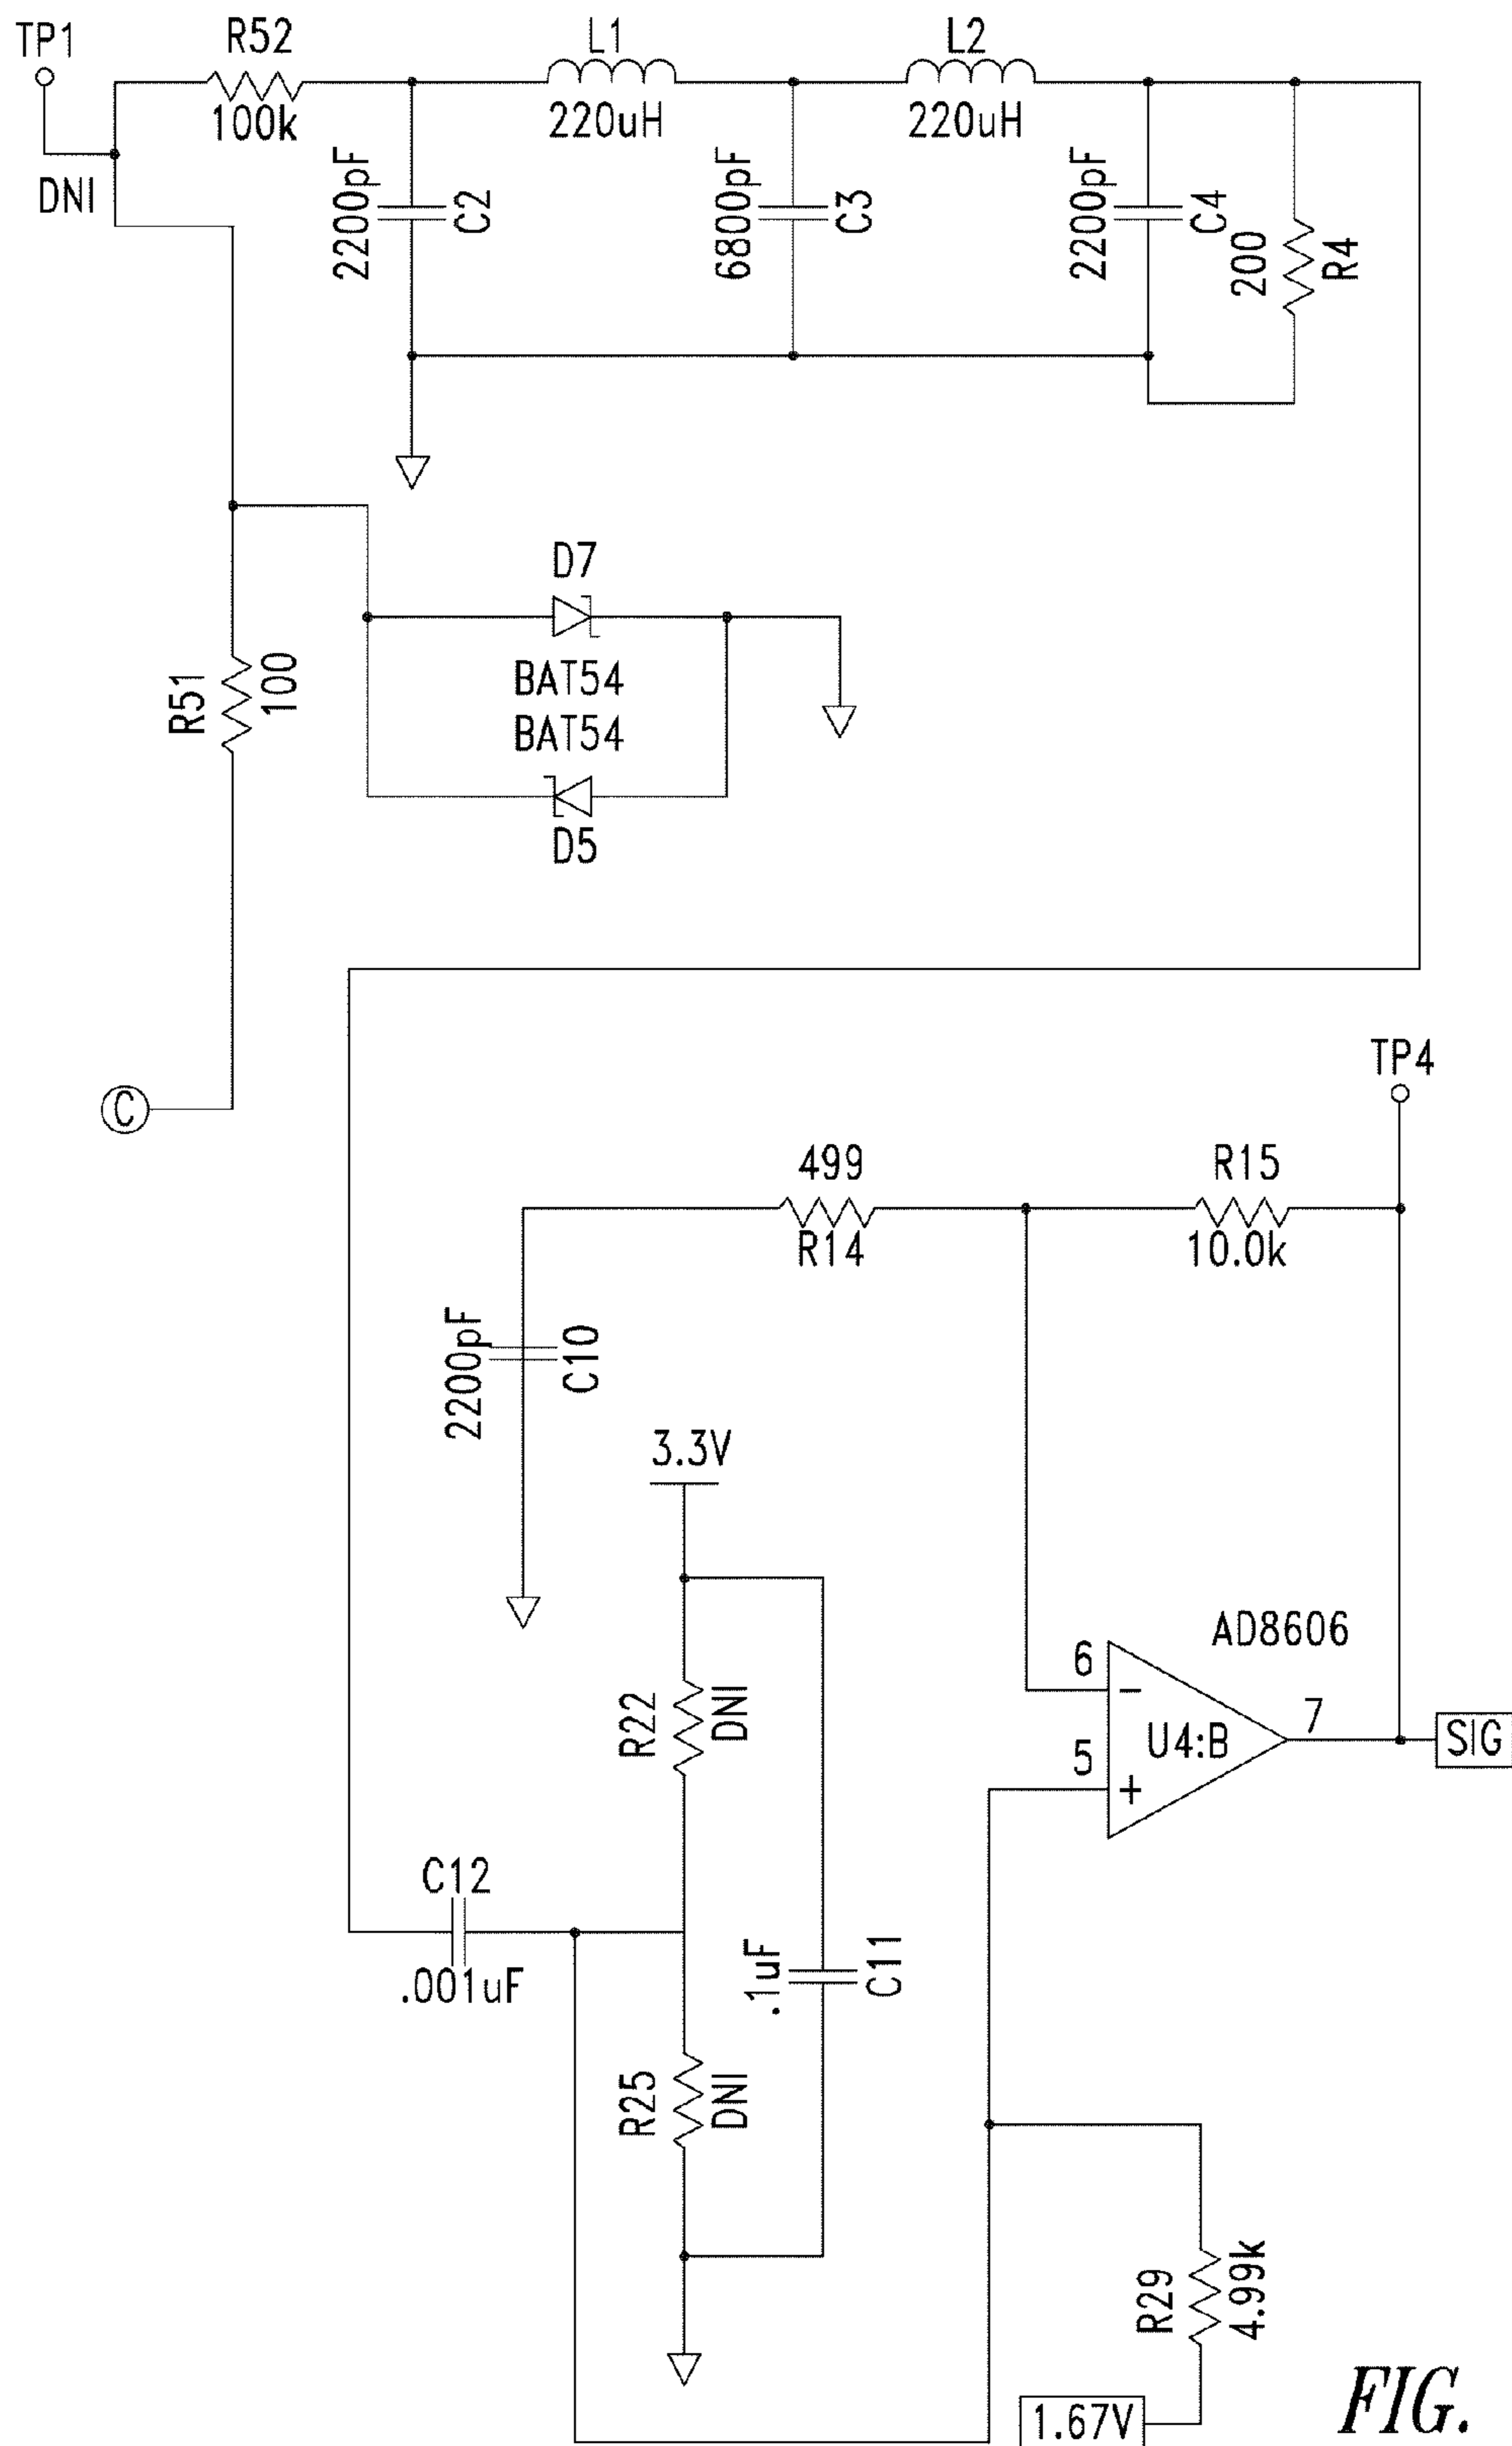 TP1
R52
L1
L2
100k
220uH
220uH
DNI
2200pF
C2
6800pF
C3
2200pF
C4
200
R4
D7
BAT54
BAT54
D5
R51
100
C
TP4
499
R15
R14
10.0k
2200pF
C10
3.3V
AD8606
6
−
U4:B
7
SIG
5
+
R22
DNI
C12
.001uF
.1uF
C11
R25
DNI
R29
4.99k
1.67V
FIG.